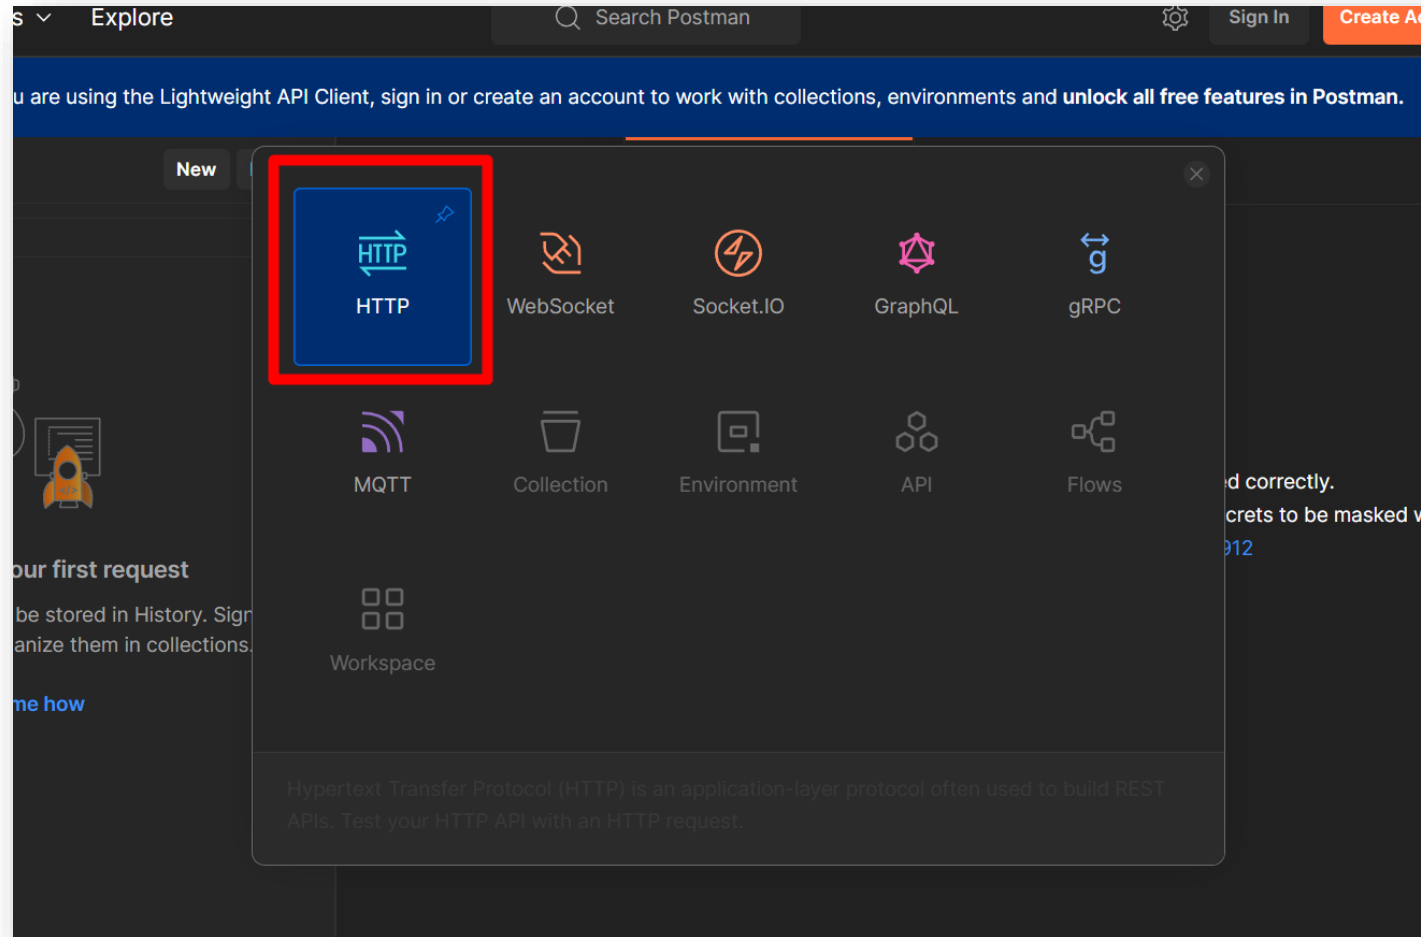 s Explore Search Postman Sign In Create Ac
u are using the Lightweight API Client, sign in or create an account to work with collections, environments and unlock all free features in Postman.
New
HTTP
HTTP WebSocket Socket.IO GraphQL gRPC
MQTT Collection Environment API Flows
Workspace
Hypertext Transfer Protocol (HTTP) is an application-layer protocol often used to build REST
APIs. Test your HTTP API with an HTTP request.
our first request
be stored in History. Sign
anize them in collections.
me how
d correctly.
crets to be masked
912